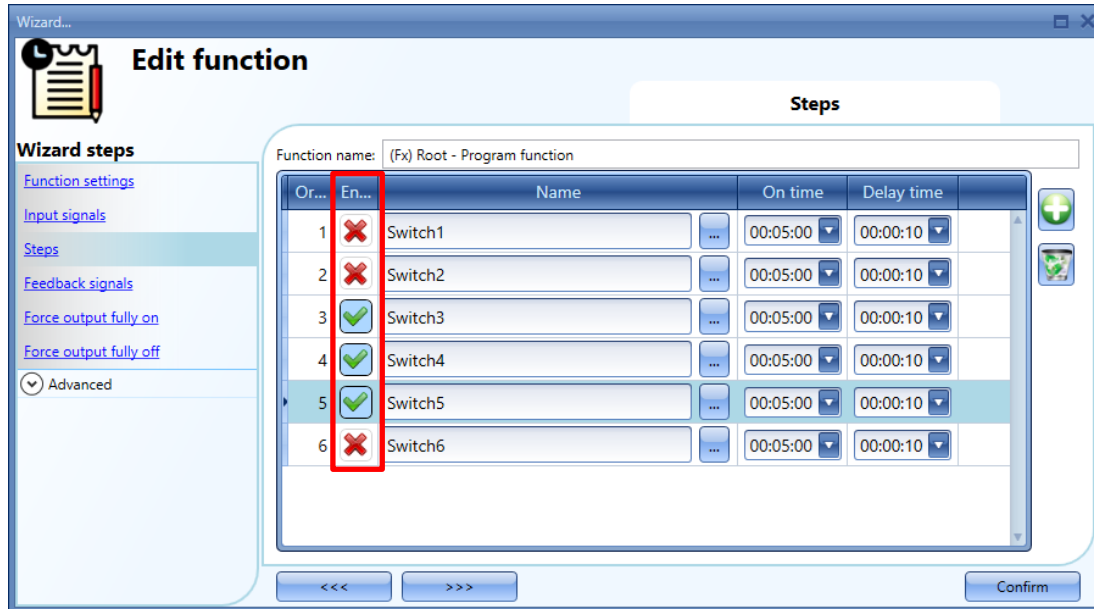 Wizard...
Edit function
Steps
Wizard steps
Function settings
Input signals
Steps
Feedback signals
Force output fully on
Force output fully off
Advanced
Function name: (Fx) Root - Program function
Or... En... Name On time Delay time
1 Switch1 ... 00:05:00 00:00:10
2 Switch2 ... 00:05:00 00:00:10
3 Switch3 ... 00:05:00 00:00:10
4 Switch4 ... 00:05:00 00:00:10
5 Switch5 ... 00:05:00 00:00:10
6 Switch6 ... 00:05:00 00:00:10
<<< >>> Confirm